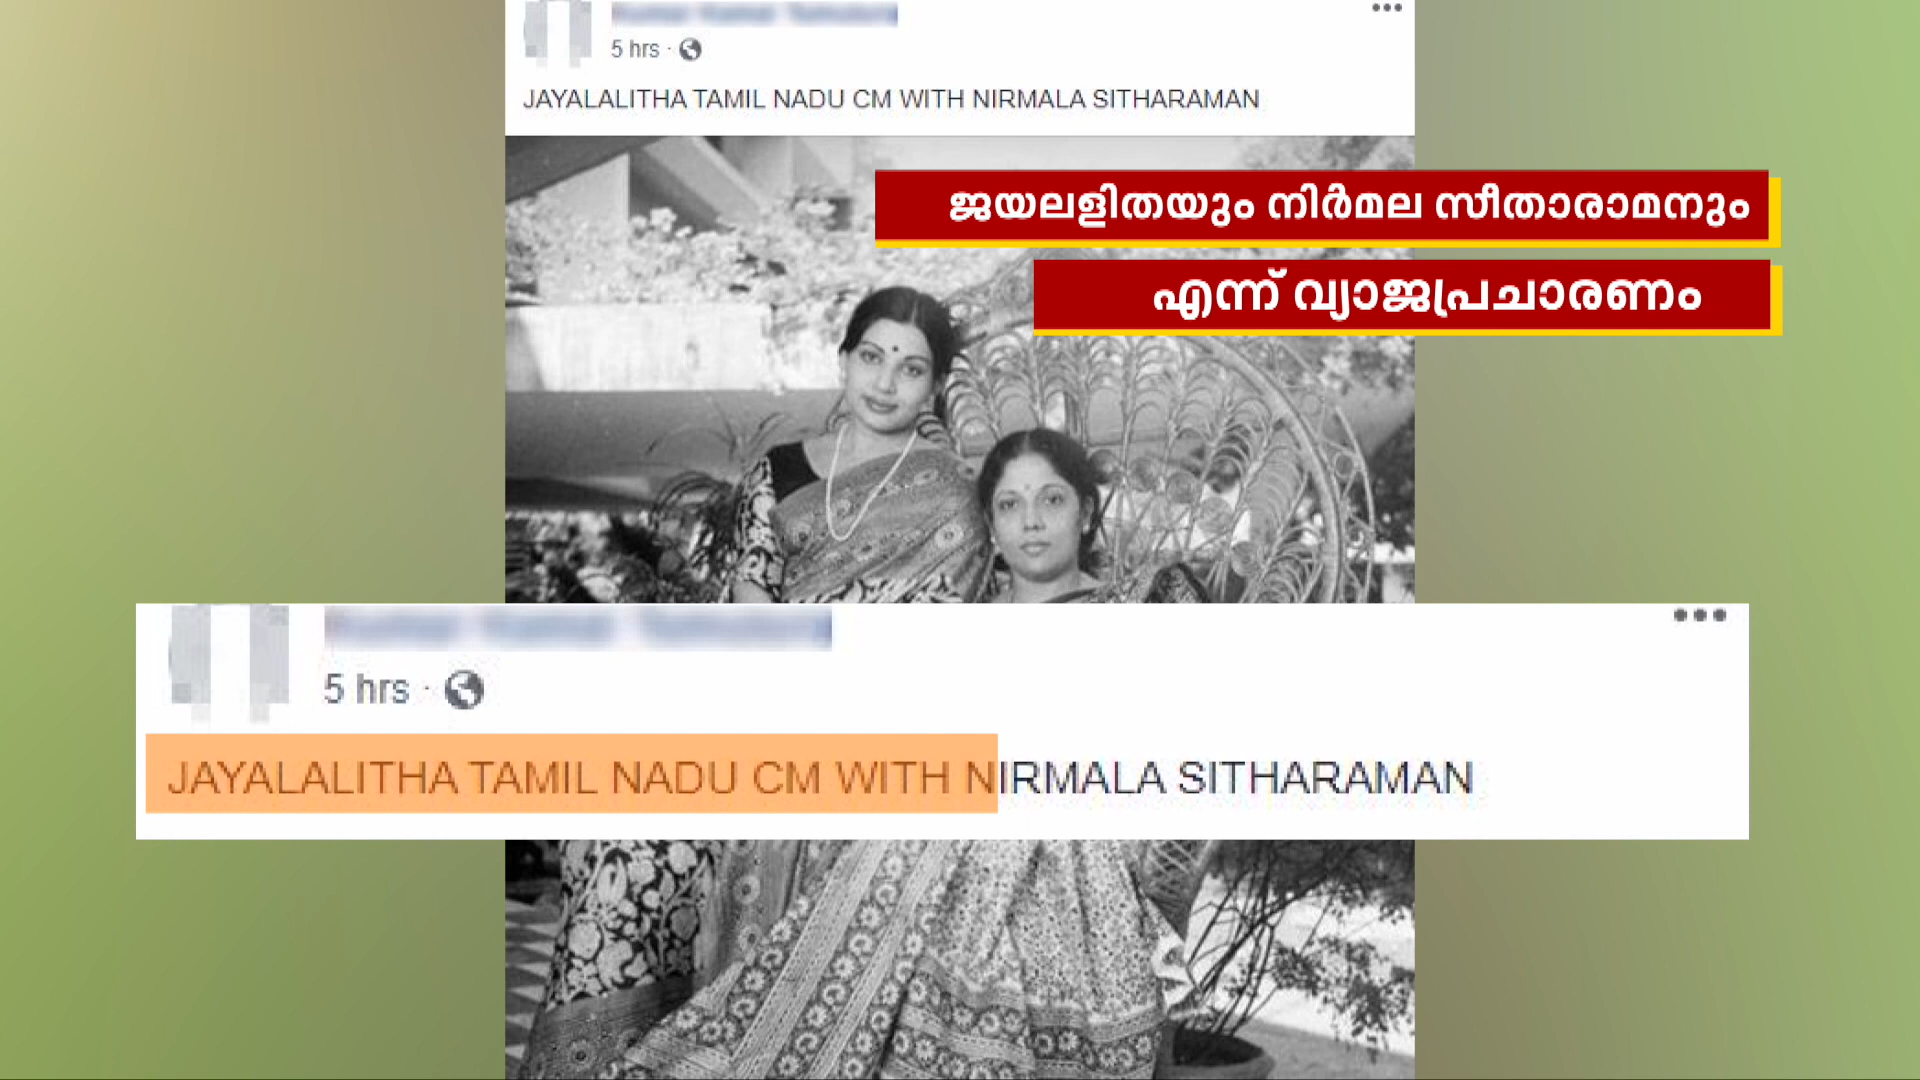 5 hrs ·
JAYALALITHA TAMIL NADU CM WITH NIRMALA SITHARAMAN
ജയലളിതയും നിർമല സീതാരാമനും
എന്ന് വ്യാജപ്രചാരണം
5 hrs ·
JAYALALITHA TAMIL NADU CM WITH NIRMALA SITHARAMAN